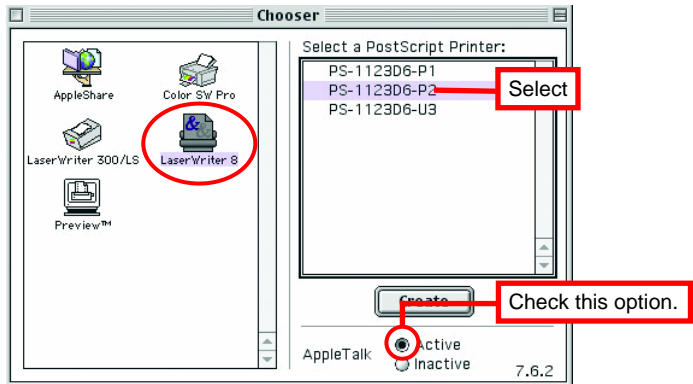 Chooser
AppleShare
Color SW Pro
LaserWriter 300/LS
LaserWriter 8
Preview™
Select a PostScript Printer:
PS-1123D6-P1
PS-1123D6-P2
PS-1123D6-U3
Select
Create
Check this option.
AppleTalk
Active
Inactive
7.6.2